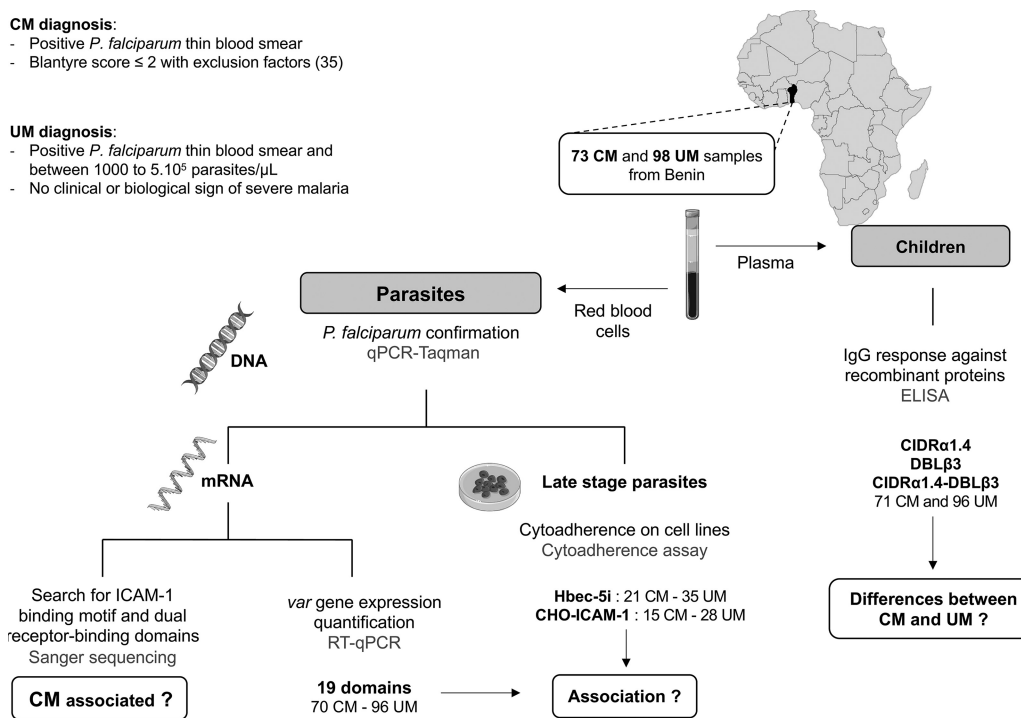 CM diagnosis:
- Positive P. falciparum thin blood smear
- Blantyre score ≤ 2 with exclusion factors (35)
UM diagnosis:
- Positive P. falciparum thin blood smear and
between 1000 to 5.10⁵ parasites/µL
- No clinical or biological sign of severe malaria
73 CM and 98 UM samples
from Benin
Plasma
Children
Red blood
cells
Parasites
P. falciparum confirmation
qPCR-Taqman
DNA
IgG response against
recombinant proteins
ELISA
CIDRα1.4
DBLβ3
CIDRα1.4-DBLβ3
71 CM and 96 UM
Differences between
CM and UM ?
mRNA
Late stage parasites
Cytoadherence on cell lines
Cytoadherence assay
Hbec-5i : 21 CM - 35 UM
CHO-ICAM-1 : 15 CM - 28 UM
Search for ICAM-1
binding motif and dual
receptor-binding domains
Sanger sequencing
CM associated ?
var gene expression
quantification
RT-qPCR
19 domains
70 CM - 96 UM
Association ?